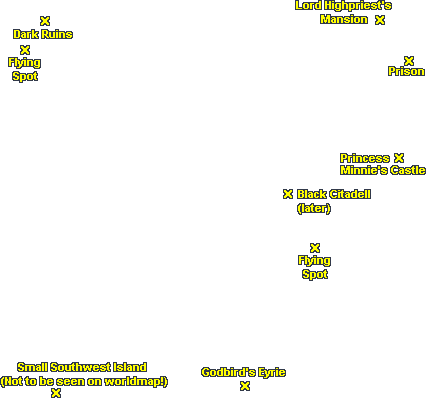 Lord Highpriest's
Mansion
Dark Ruins
Flying
Spot
Prison
Princess
Minnie's Castle
Black Citadell
(later)
Flying
Spot
Small Southwest Island
(Not to be seen on worldmap!)
Godbird's Eyrie